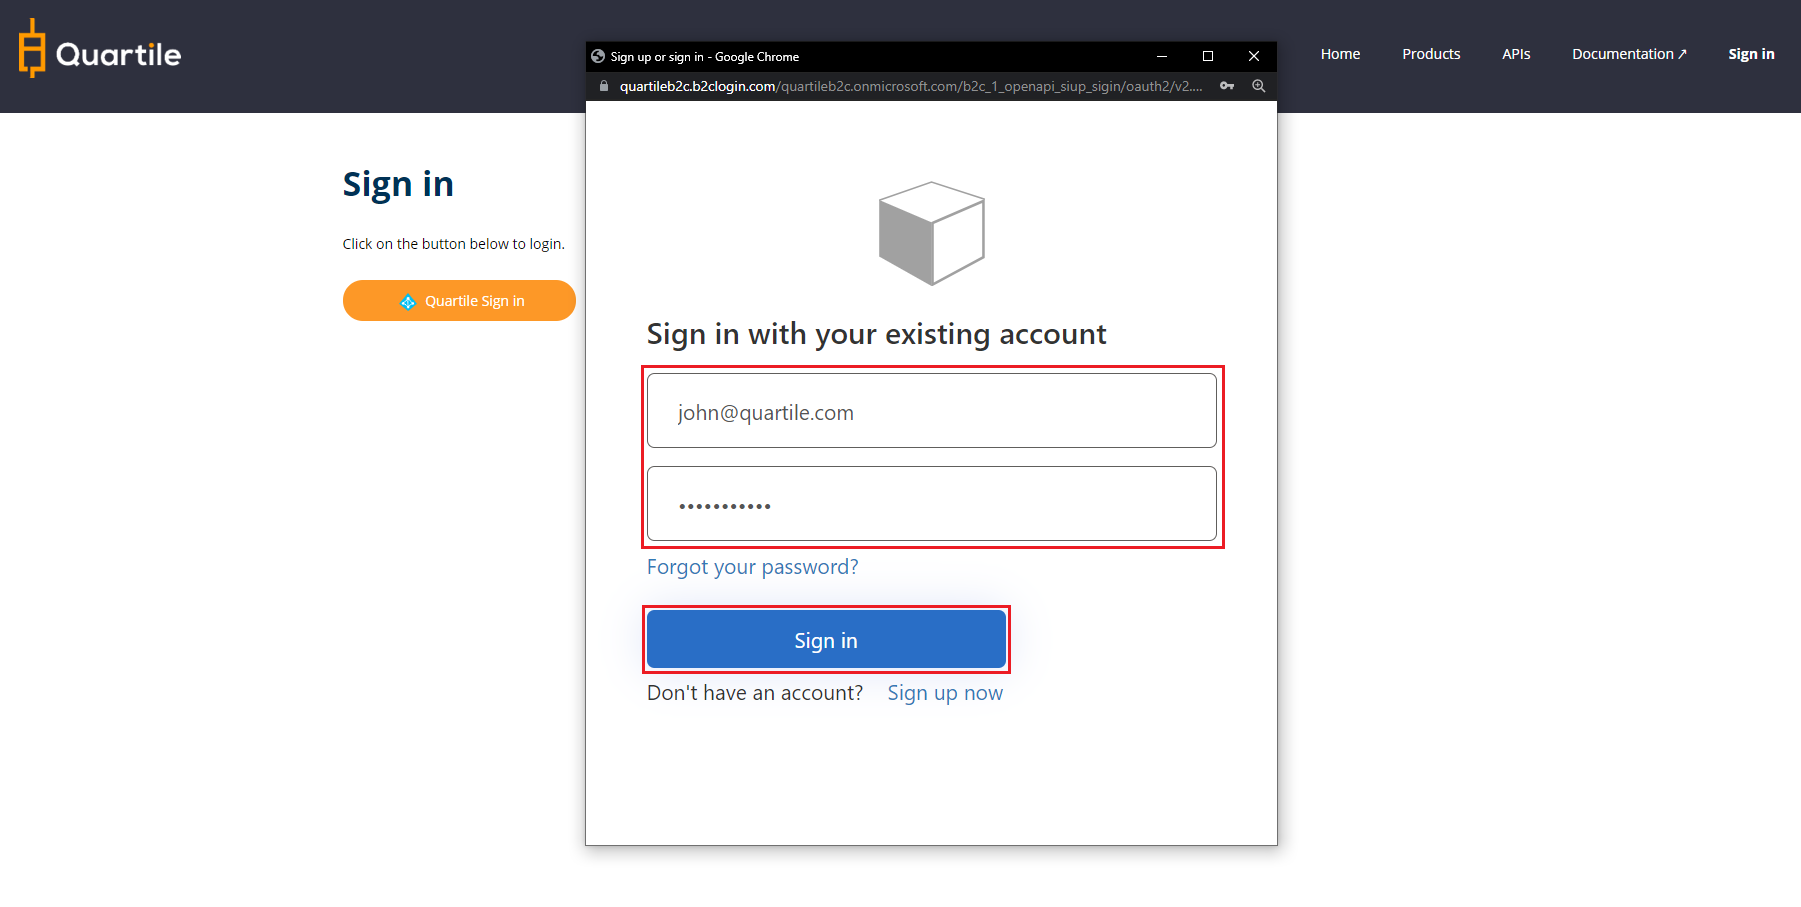 Quartile
Home Products APIs Documentation ↗ Sign in
Sign in
Click on the button below to login.
Quartile Sign in
Sign up or sign in - Google Chrome
quartileb2c.b2clogin.com/quartileb2c.onmicrosoft.com/b2c_1_openapi_siup_sigin/oauth2/v2....
Sign in with your existing account
john@quartile.com
•••••••••••
Forgot your password?
Sign in
Don't have an account? Sign up now